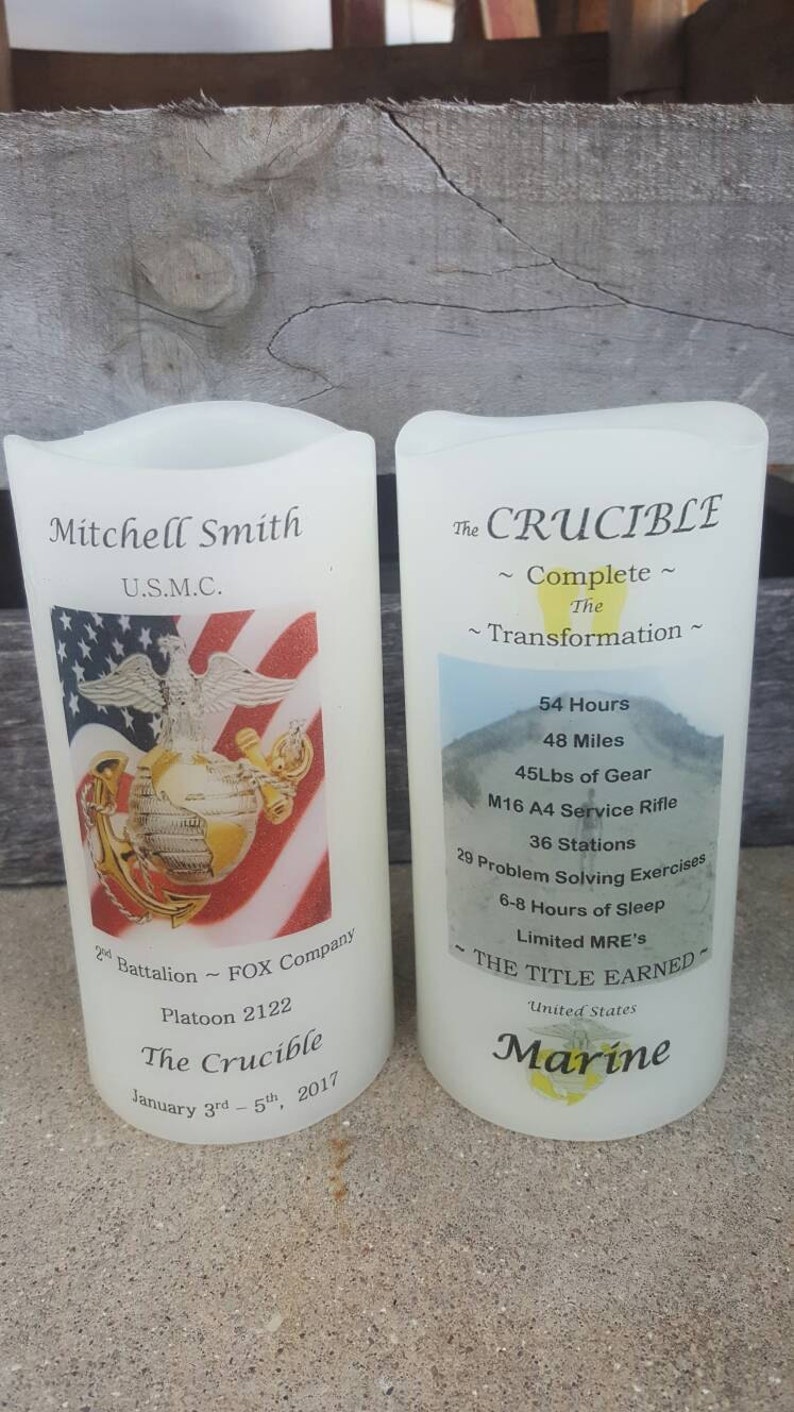 Mitchell Smith
U.S.M.C.
2nd Battalion ~ FOX Company
Platoon 2122
The Crucible
January 3rd – 5th, 2017
The CRUCIBLE
~ Complete ~
The
~ Transformation ~
54 Hours
48 Miles
45Lbs of Gear
M16 A4 Service Rifle
36 Stations
29 Problem Solving Exercises
6-8 Hours of Sleep
Limited MRE's
~ THE TITLE EARNED ~
United States
Marine